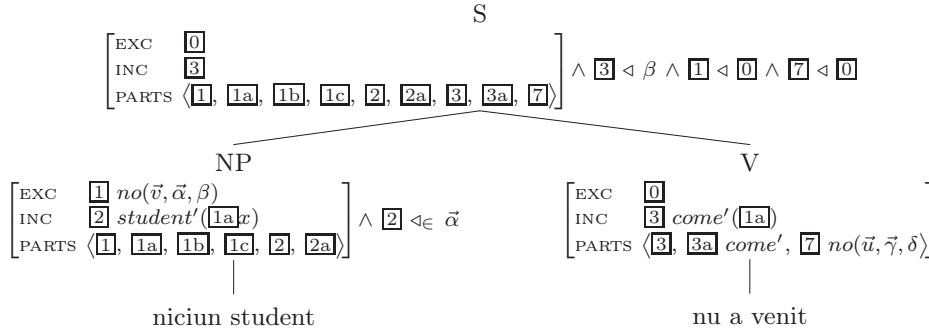 S
[EXC [0]
INC [3]
PARTS ⟨[1], [1a], [1b], [1c], [2], [2a], [3], [3a], [7]⟩] ∧ [3] ◁ β ∧ [1] ◁ [0] ∧ [7] ◁ [0]
NP V
[EXC [1] no(v⃗, α⃗, β)
INC [2] student′([1a]x)
PARTS ⟨[1], [1a], [1b], [1c], [2], [2a]⟩] ∧ [2] ◁∈ α⃗
[EXC [0]
INC [3] come′([1a])
PARTS ⟨[3], [3a] come′, [7] no(u⃗, γ⃗, δ⟩]
niciun student nu a venit